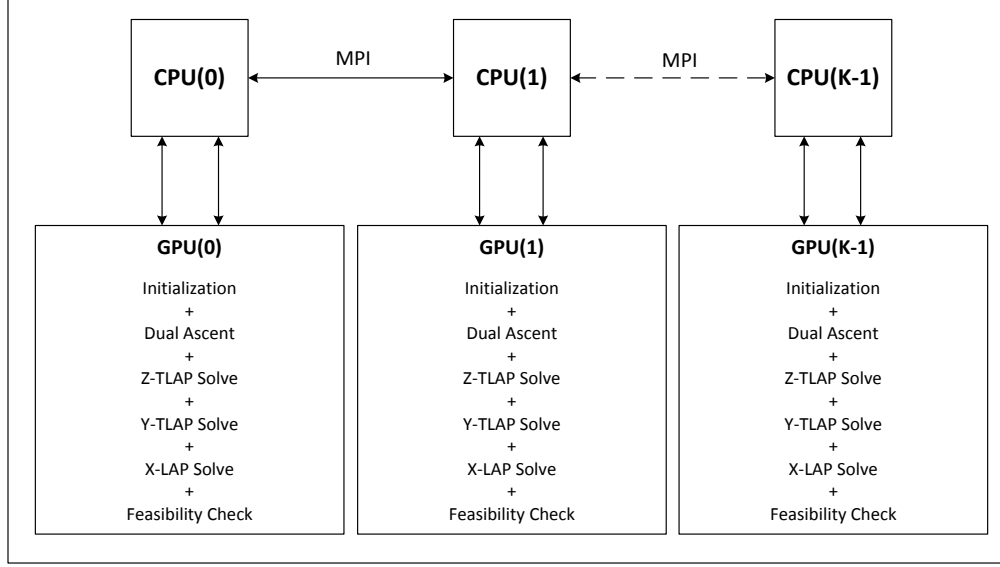 CPU(0)
MPI
CPU(1)
MPI
CPU(K-1)
GPU(0)
Initialization
+
Dual Ascent
+
Z-TLAP Solve
+
Y-TLAP Solve
+
X-LAP Solve
+
Feasibility Check
GPU(1)
Initialization
+
Dual Ascent
+
Z-TLAP Solve
+
Y-TLAP Solve
+
X-LAP Solve
+
Feasibility Check
GPU(K-1)
Initialization
+
Dual Ascent
+
Z-TLAP Solve
+
Y-TLAP Solve
+
X-LAP Solve
+
Feasibility Check